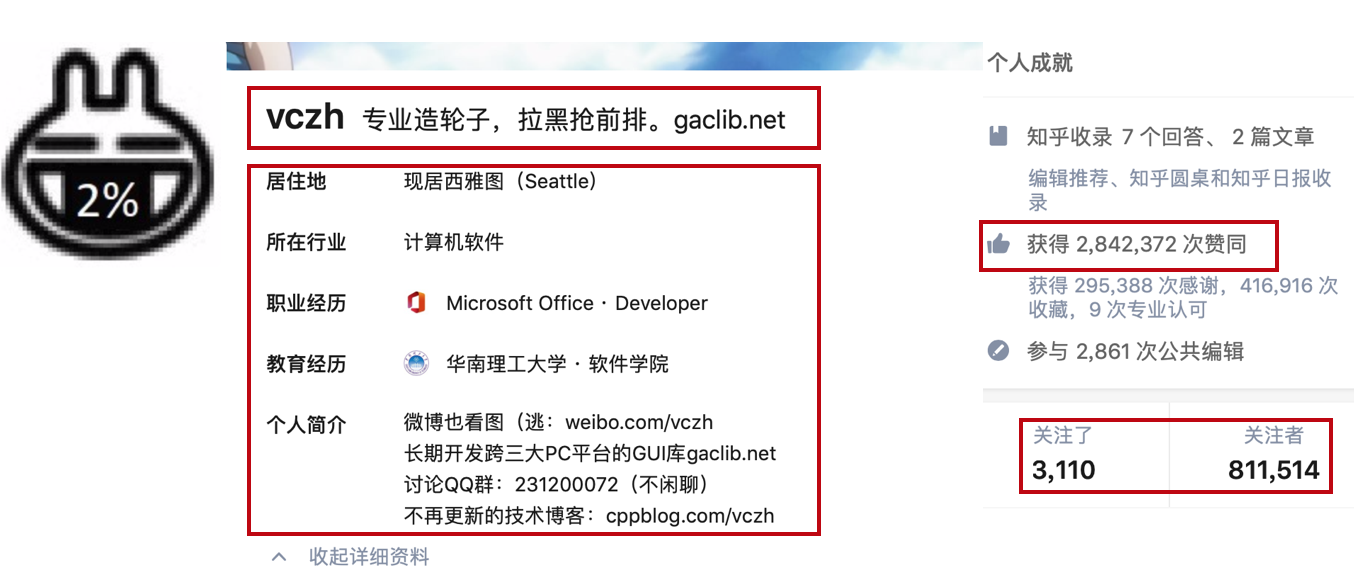 2%
vczh 专业造轮子，拉黑抢前排。gaclib.net
居住地 现居西雅图（Seattle）
所在行业 计算机软件
职业经历 Microsoft Office · Developer
教育经历 华南理工大学 · 软件学院
个人简介 微博也看图（逃：weibo.com/vczh
长期开发跨三大PC平台的GUI库gaclib.net
讨论QQ群：231200072（不闲聊）
不再更新的技术博客：cppblog.com/vczh
收起详细资料
个人成就
知乎收录 7 个回答、 2 篇文章
编辑推荐、知乎圆桌和知乎日报收
录
获得 2,842,372 次赞同
获得 295,388 次感谢，416,916 次
收藏，9 次专业认可
参与 2,861 次公共编辑
关注了 关注者
3,110 811,514